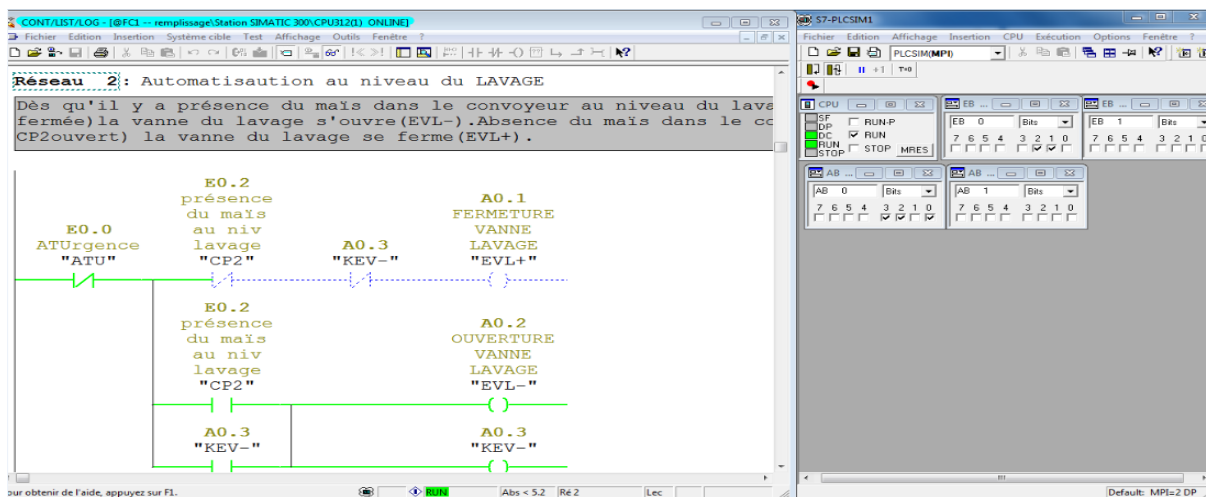 CONT/LIST/LOG - [@FC1 -- remplissage\Station SIMATIC 300\CPU312(1) ONLINE]
Fichier Edition Insertion Système cible Test Affichage Outils Fenêtre ?
Réseau 2: Automatisaution au niveau du LAVAGE
Dès qu'il y a présence du maïs dans le convoyeur au niveau du lava
fermée)la vanne du lavage s'ouvre(EVL-).Absence du maïs dans le co
CP2ouvert) la vanne du lavage se ferme(EVL+).
E0.2
présence
du maïs
au niv
lavage
"CP2"
A0.1
FERMETURE
VANNE
LAVAGE
"EVL+"
E0.0
ATUrgence
"ATU"
A0.3
"KEV-"
E0.2
présence
du maïs
au niv
lavage
"CP2"
A0.2
OUVERTURE
VANNE
LAVAGE
"EVL-"
A0.3
"KEV-"
A0.3
"KEV-"
our obtenir de l'aide, appuyez sur F1.
RUN
Abs < 5.2 Ré 2
Lec
S7-PLCSIM1
Fichier Edition Affichage Insertion CPU Exécution Options Fenêtre ?
PLCSIM(MPI)
+1 T=0
CPU
SF
DP
DC
RUN
STOP
RUN-P
RUN
STOP MRES
EB ...
EB 0 Bits
7 6 5 4 3 2 1 0
EB ...
EB 1 Bits
7 6 5 4 3 2 1 0
AB ...
AB 0 Bits
7 6 5 4 3 2 1 0
AB ...
AB 1 Bits
7 6 5 4 3 2 1 0
Default: MPI=2 DP